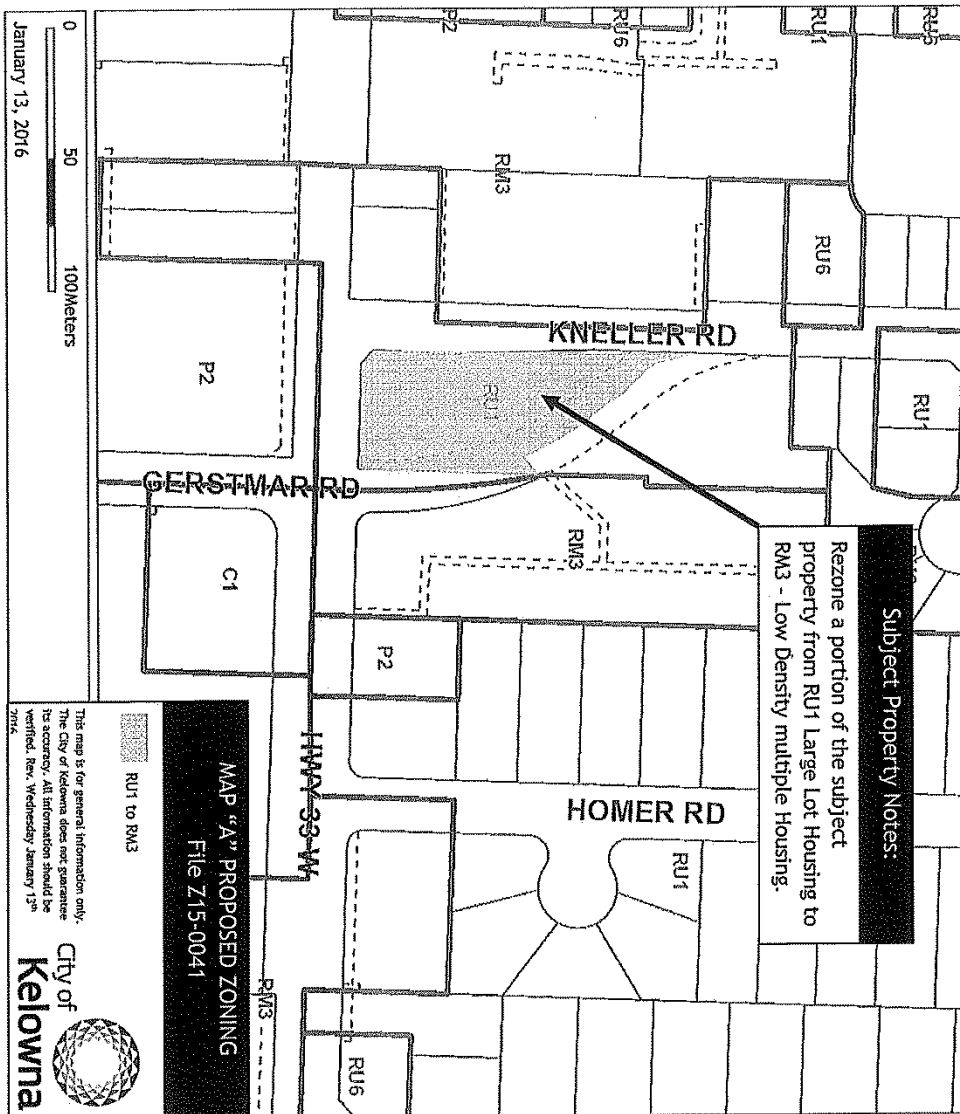 P2
RU6
RU1
RU5
RM3
RU6
KNELLER RD
RU1
RU1
P2
GERSTMAR RD
RM3
C1
P2
HWY 33 W
HOMER RD
RU1
RM3
RU6
Subject Property Notes:
Rezone a portion of the subject
property from RU1 Large Lot Housing to
RM3 - Low Density multiple Housing.
0 50 100Meters
January 13, 2016
MAP "A" PROPOSED ZONING
File Z15-0041
RU1 to RM3
This map is for general information only.
The City of Kelowna does not guarantee
its accuracy. All information should be
verified. Rev. Wednesday January 13th
2016
City of
Kelowna